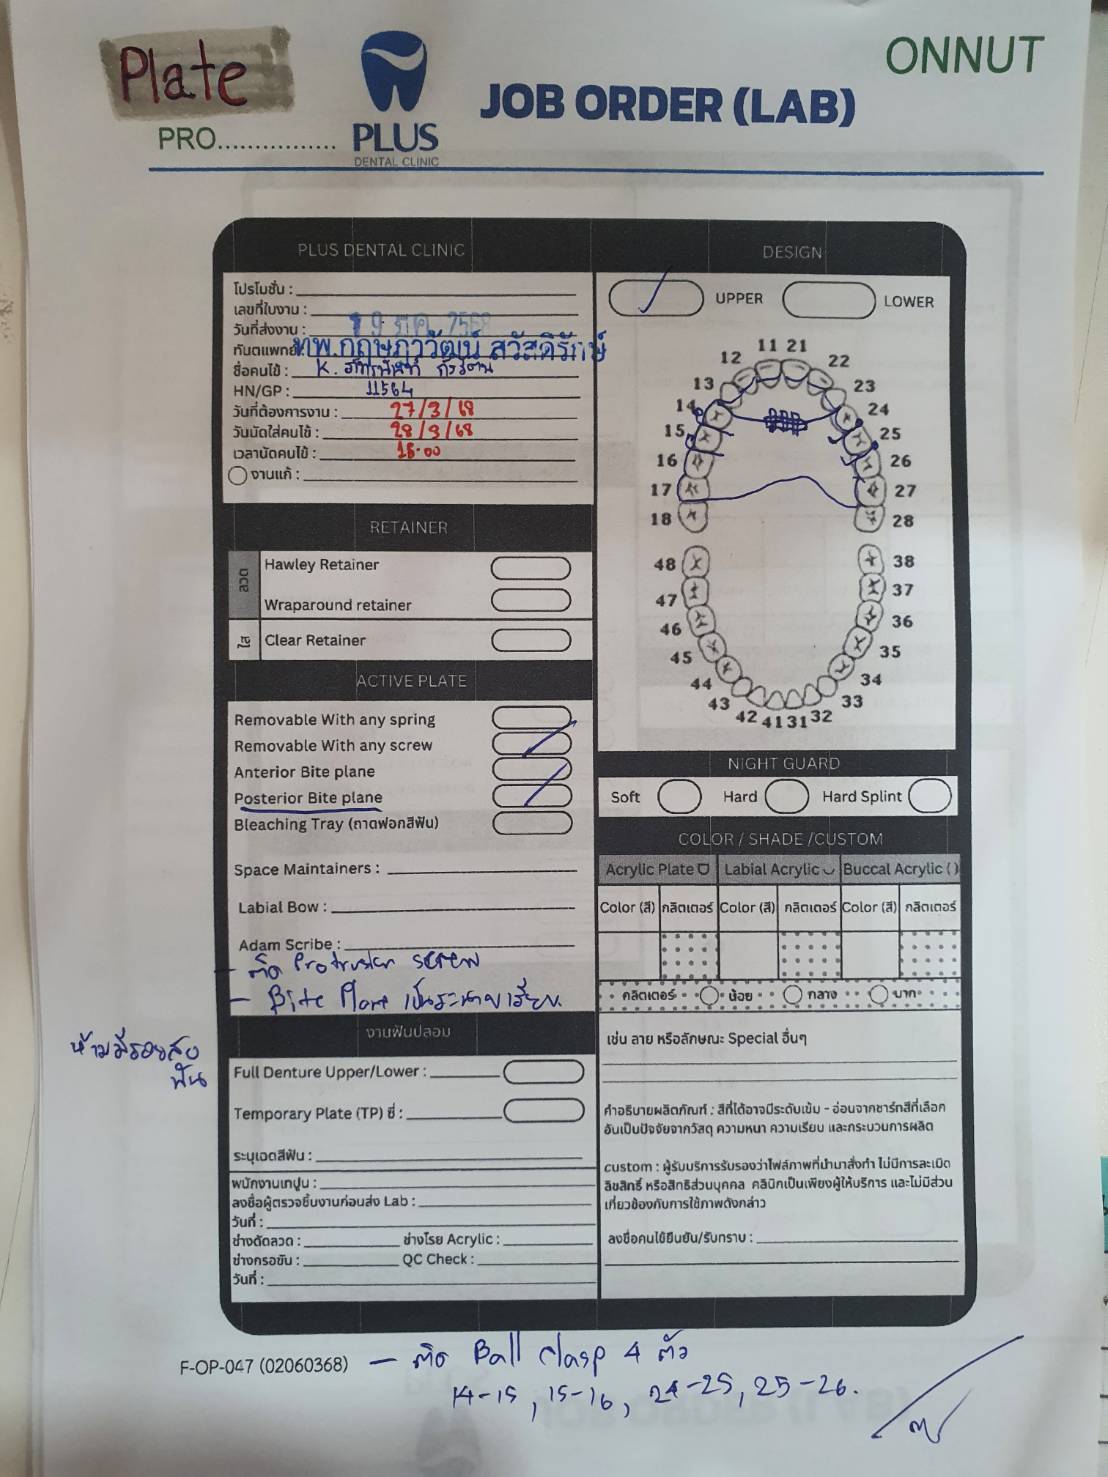 Plate
ONNUT
PRO................
PLUS
DENTAL CLINIC
JOB ORDER (LAB)
PLUS DENTAL CLINIC
โปรโมชั่น :
เลขที่ใบงาน :
วันที่ส่งงาน :
ทันตแพทย์ : ทพ.กฤษภาวัฒน์ สวัสดิรักษ์
ชื่อคนไข้ : K.
HN/GP : 11564
วันที่ต้องการงาน : 27/3/68
วันนัดใส่คนไข้ : 28/3/68
เวลานัดคนไข้ : 18.00
งานแก้ :
RETAINER
ลวด
Hawley Retainer
Wraparound retainer
ใส
Clear Retainer
ACTIVE PLATE
Removable With any spring
Removable With any screw
Anterior Bite plane
Posterior Bite plane
Bleaching Tray (ถาดฟอกสีฟัน)
Space Maintainers :
Labial Bow :
Adam Scribe :
- ติด Protrusion screw
- Bite Plane เป็นระนาบเรียบ
ห้ามมีรอยสบ
ฟัน
งานฟันปลอม
Full Denture Upper/Lower :
Temporary Plate (TP) ซี่ :
ระบุเฉดสีฟัน :
พนักงานเทปูน :
ลงชื่อผู้ตรวจชิ้นงานก่อนส่ง Lab :
วันที่ :
ช่างดัดลวด : ช่างโรย Acrylic :
ช่างกรอขัน : QC Check :
วันที่ :
DESIGN
UPPER LOWER
11 21
12 22
13 23
14 24
15 25
16 26
17 27
18 28
48 38
47 37
46 36
45 35
44 34
43 33
42 41 31 32
NIGHT GUARD
Soft Hard Hard Splint
COLOR / SHADE /CUSTOM
Acrylic Plate Labial Acrylic Buccal Acrylic ( )
Color (สี) กลิตเตอร์ Color (สี) กลิตเตอร์ Color (สี) กลิตเตอร์
กลิตเตอร์ น้อย กลาง มาก
เช่น ลาย หรือลักษณะ Special อื่นๆ
คำอธิบายผลิตภัณฑ์ : สีที่ได้อาจมีระดับเข้ม - อ่อนจากชาร์ทสีที่เลือก
อันเป็นปัจจัยจากวัสดุ ความหนา ความเรียบ และกระบวนการผลิต
custom : ผู้รับบริการรับรองว่าไฟล์ภาพที่นำมาสั่งทำ ไม่มีการละเมิด
ลิขสิทธิ์ หรือสิทธิส่วนบุคคล คลินิกเป็นเพียงผู้ให้บริการ และไม่มีส่วน
เกี่ยวข้องกับการใช้ภาพดังกล่าว
ลงชื่อคนไข้ยืนยัน/รับทราบ :
F-OP-047 (02060368)
- ติด Ball clasp 4 ตัว
14-15, 15-16, 24-25, 25-26.